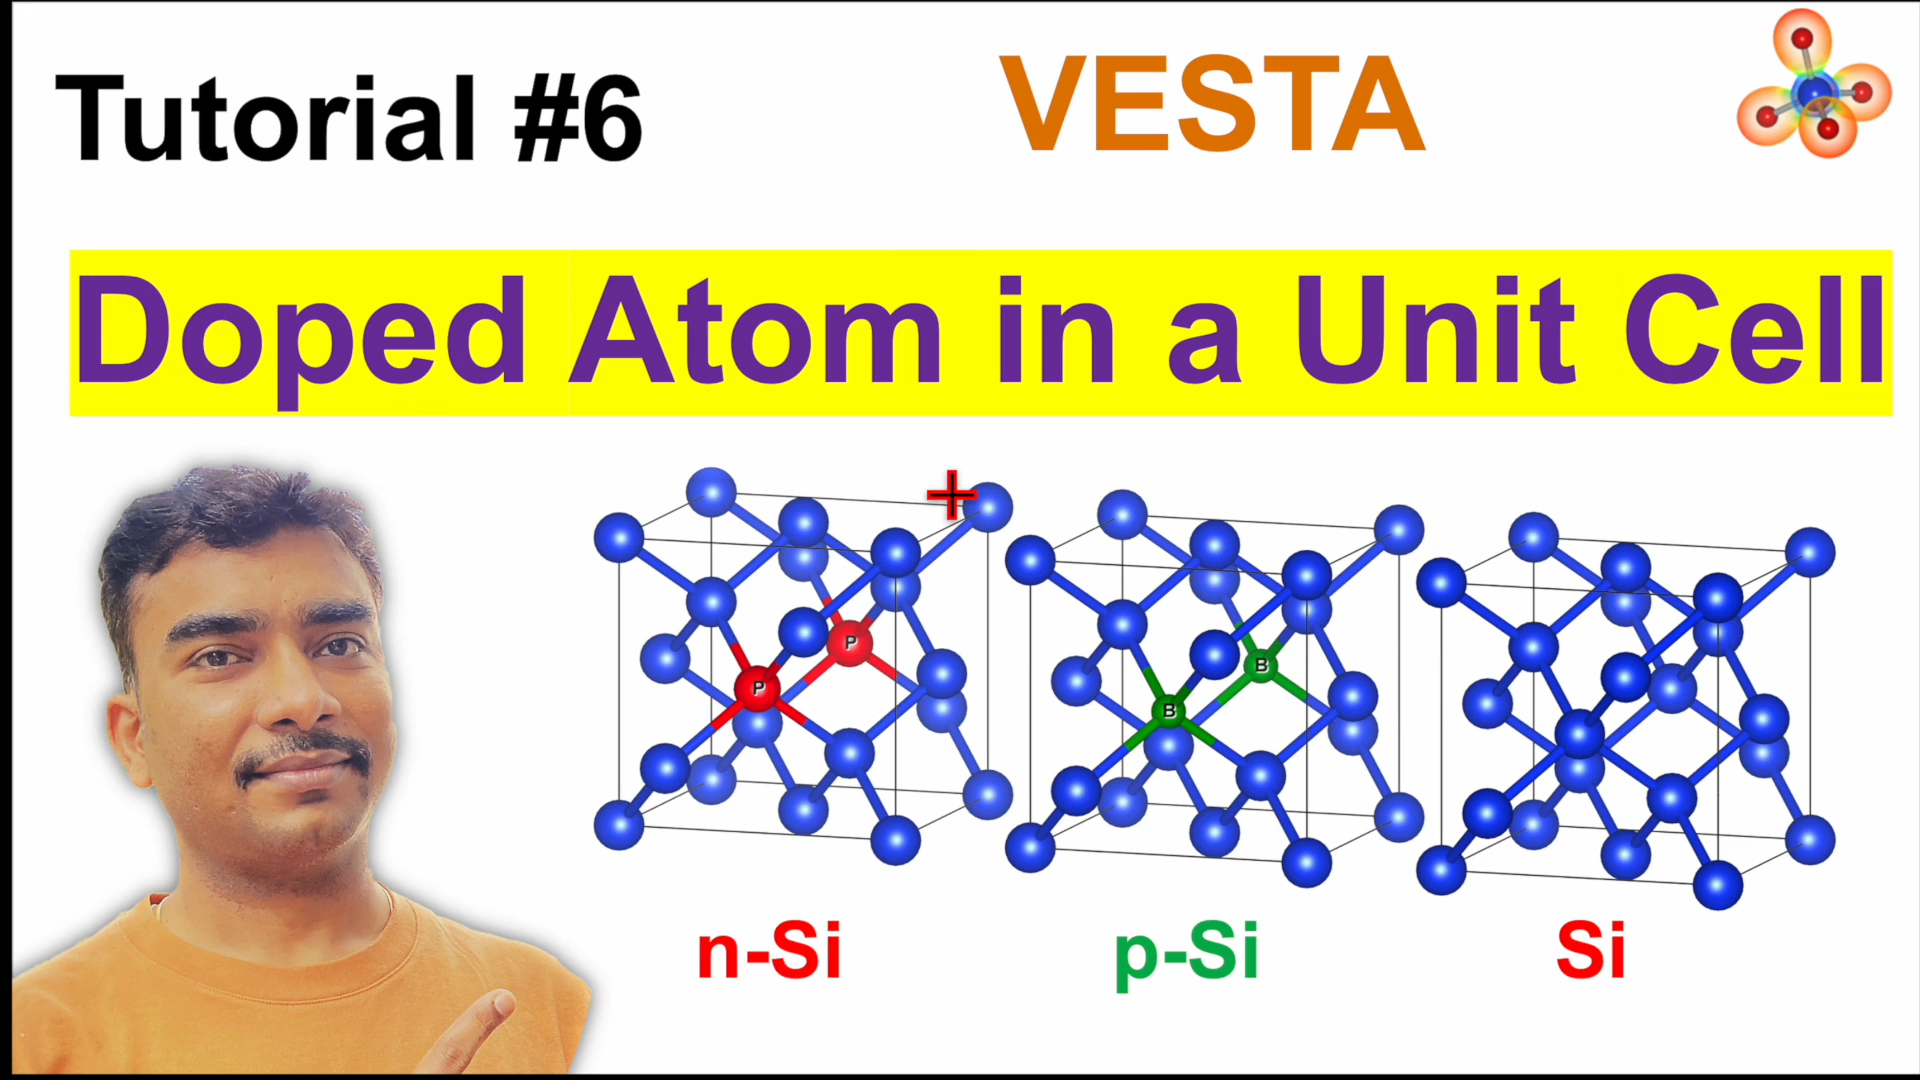 Tutorial #6
VESTA
Doped Atom in a Unit Cell
P
P
B
B
n-Si
p-Si
Si